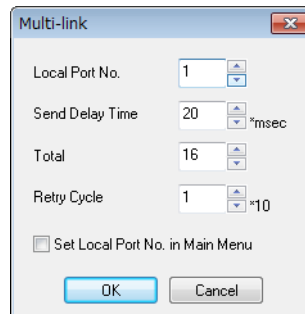 Multi-link
Local Port No. 1
Send Delay Time 20 *msec
Total 16
Retry Cycle 1 *10
Set Local Port No. in Main Menu
OK Cancel